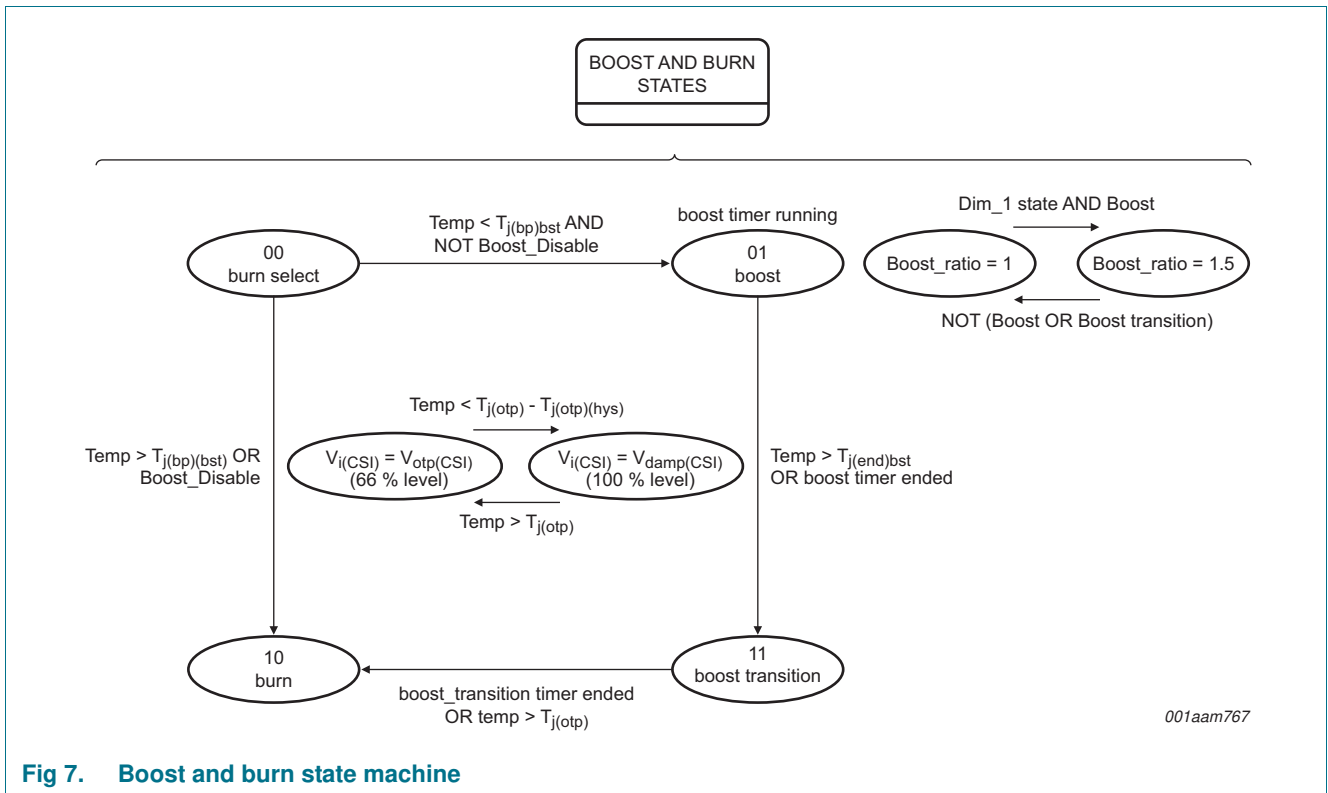 BOOST AND BURN
STATES
Temp < Tj(bp)bst AND
NOT Boost_Disable
boost timer running
Dim_1 state AND Boost
00
burn select
01
boost
Boost_ratio = 1
Boost_ratio = 1.5
NOT (Boost OR Boost transition)
Temp < Tj(otp) - Tj(otp)(hys)
Temp > Tj(bp)(bst) OR
Boost_Disable
Vi(CSI) = Votp(CSI)
(66 % level)
Vi(CSI) = Vdamp(CSI)
(100 % level)
Temp > Tj(end)bst
OR boost timer ended
Temp > Tj(otp)
10
burn
11
boost transition
boost_transition timer ended
OR temp > Tj(otp)
001aam767
Fig 7. Boost and burn state machine